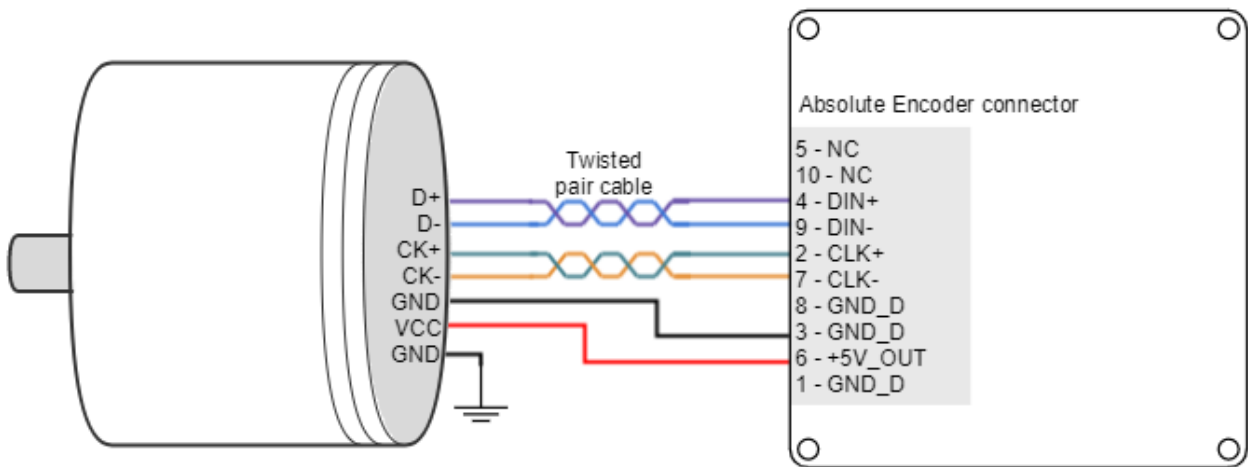 Absolute Encoder connector
Twisted
pair cable
D+
D-
CK+
CK-
GND
VCC
GND
5 - NC
10 - NC
4 - DIN+
9 - DIN-
2 - CLK+
7 - CLK-
8 - GND_D
3 - GND_D
6 - +5V_OUT
1 - GND_D